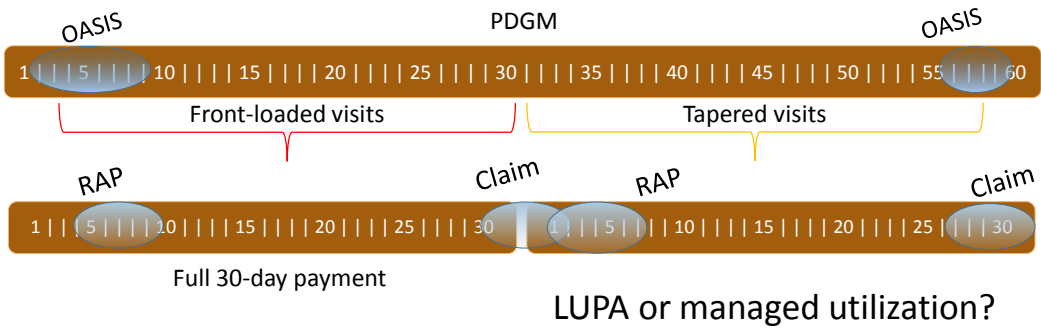 PDGM
OASIS
OASIS
1 | | | 5 | | | | 10 | | | | 15 | | | | 20 | | | | 25 | | | | 30 | | | | 35 | | | | 40 | | | | 45 | | | | 50 | | | | 55 | | | | 60
Front-loaded visits
Tapered visits
RAP
Claim
RAP
Claim
1 | | | 5 | | | | 10 | | | | 15 | | | | 20 | | | | 25 | | | | 30
1 | | | 5 | | | | 10 | | | | 15 | | | | 20 | | | | 25 | | | | 30
Full 30-day payment
LUPA or managed utilization?